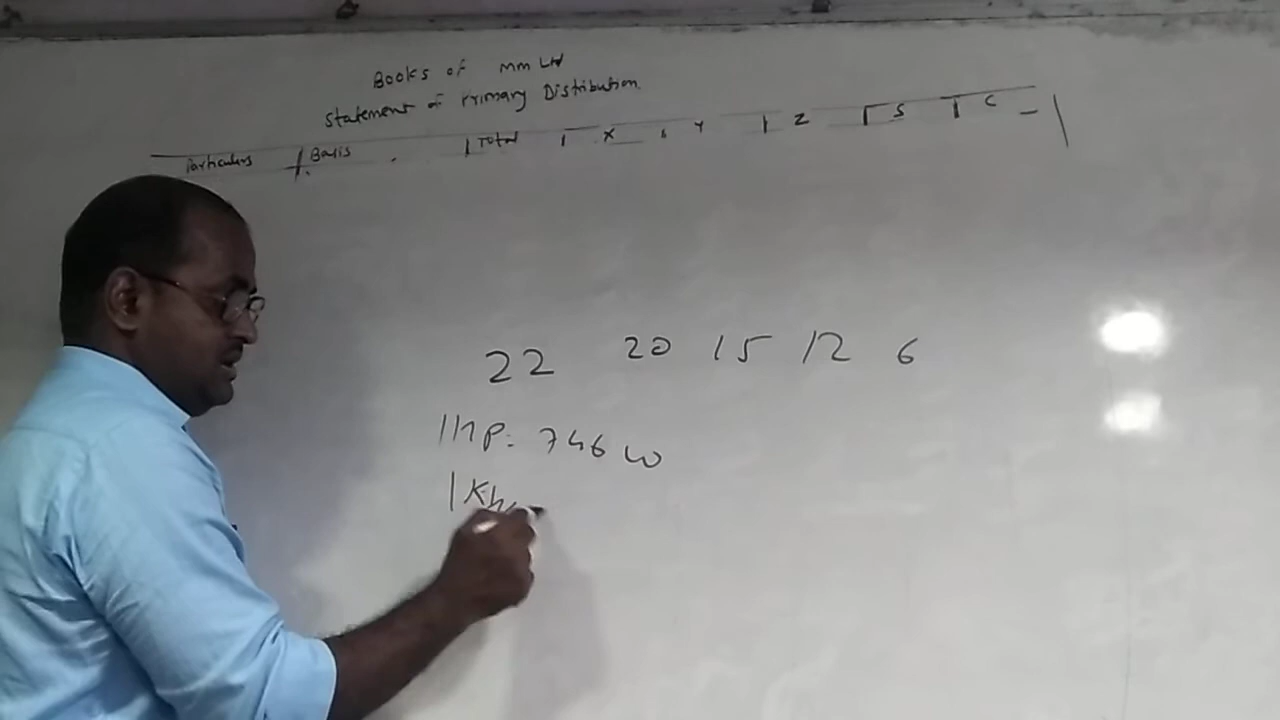 Books of MM Ltd
Statement of Primary Distribution
Particulars Basis Total X Y Z S C
22 20 15 12 6
1HP = 746 W
1 Kh